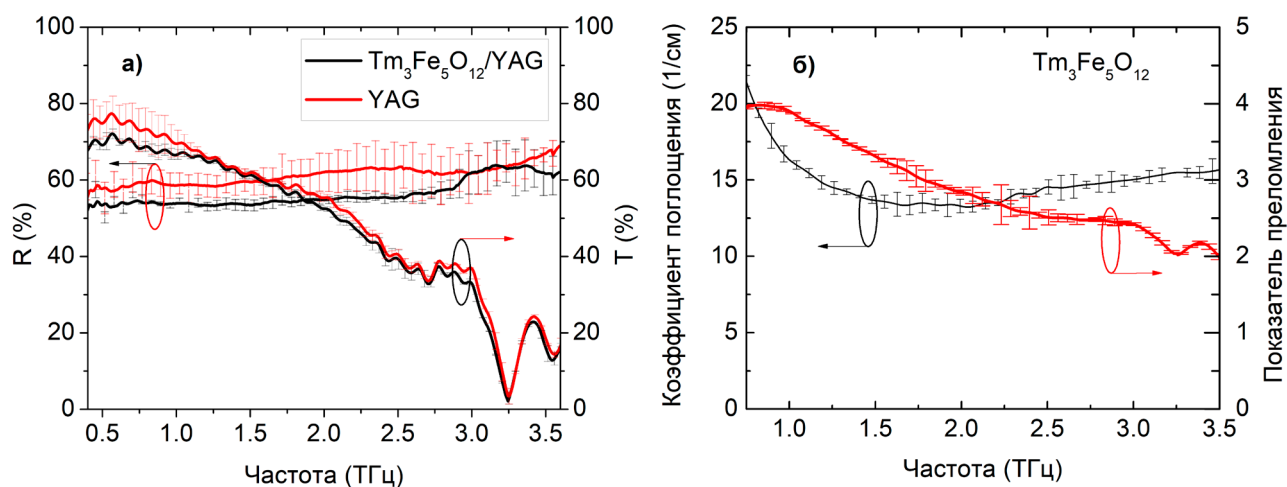 а)
Tm₃Fe₅O₁₂/YAG
YAG
R (%)
100
80
60
40
20
0
0.5 1.0 1.5 2.0 2.5 3.0 3.5
Частота (ТГц)
100
80
60
40
20
0
T (%)
б)
Tm₃Fe₅O₁₂
Коэффициент поглощения (1/см)
25
20
15
10
5
0
1.0 1.5 2.0 2.5 3.0 3.5
Частота (ТГц)
5
4
3
2
1
0
Показатель препомления